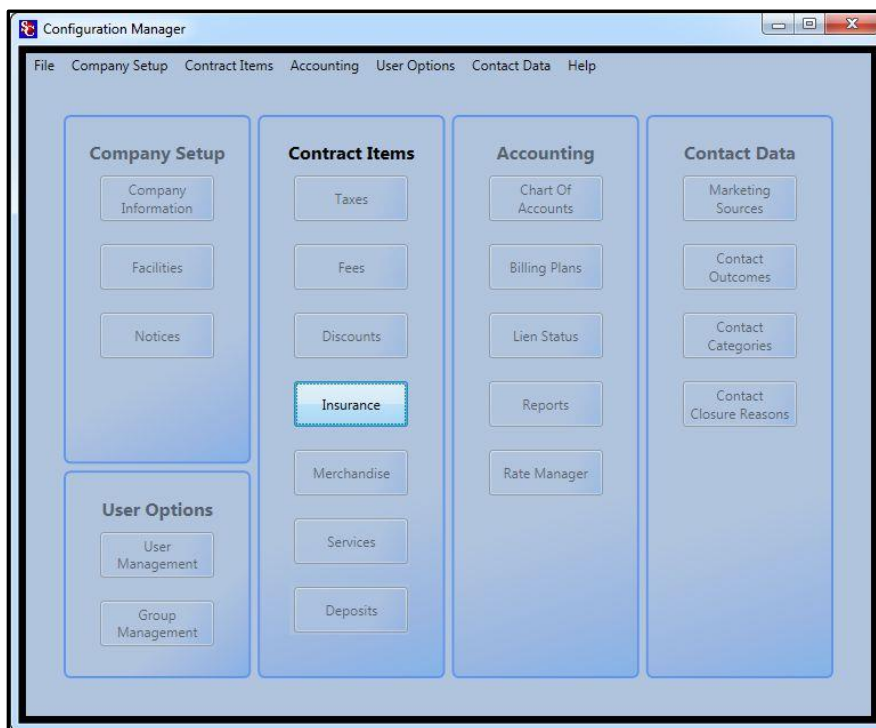 SC Configuration Manager
File Company Setup Contract Items Accounting User Options Contact Data Help
Company Setup
Company
Information
Facilities
Notices
User Options
User
Management
Group
Management
Contract Items
Taxes
Fees
Discounts
Insurance
Merchandise
Services
Deposits
Accounting
Chart Of
Accounts
Billing Plans
Lien Status
Reports
Rate Manager
Contact Data
Marketing
Sources
Contact
Outcomes
Contact
Categories
Contact
Closure Reasons